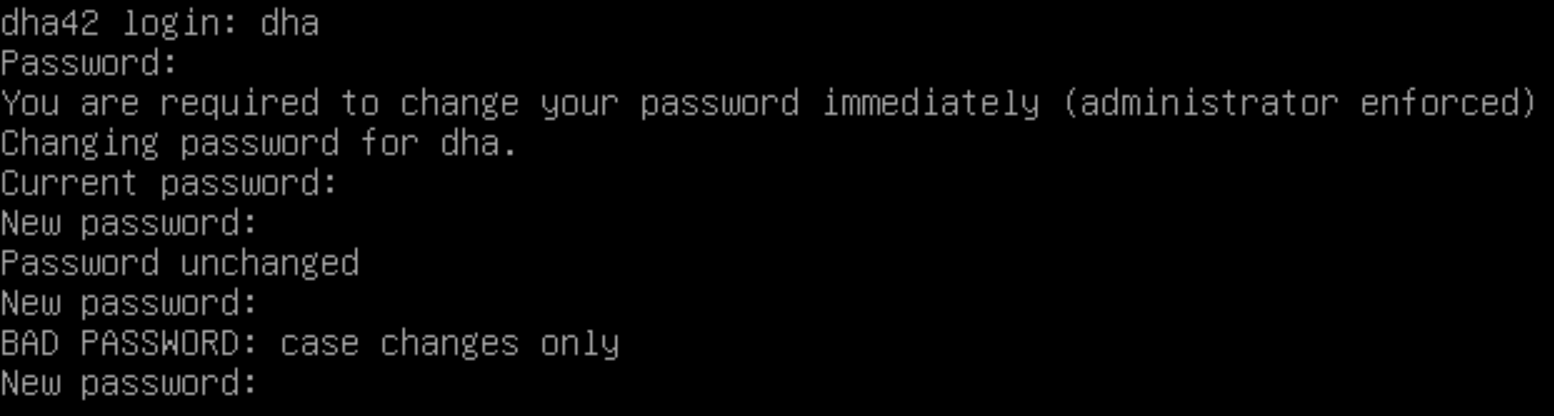 dha42 login: dha
Password:
You are required to change your password immediately (administrator enforced)
Changing password for dha.
Current password:
New password:
Password unchanged
New password:
BAD PASSWORD: case changes only
New password: